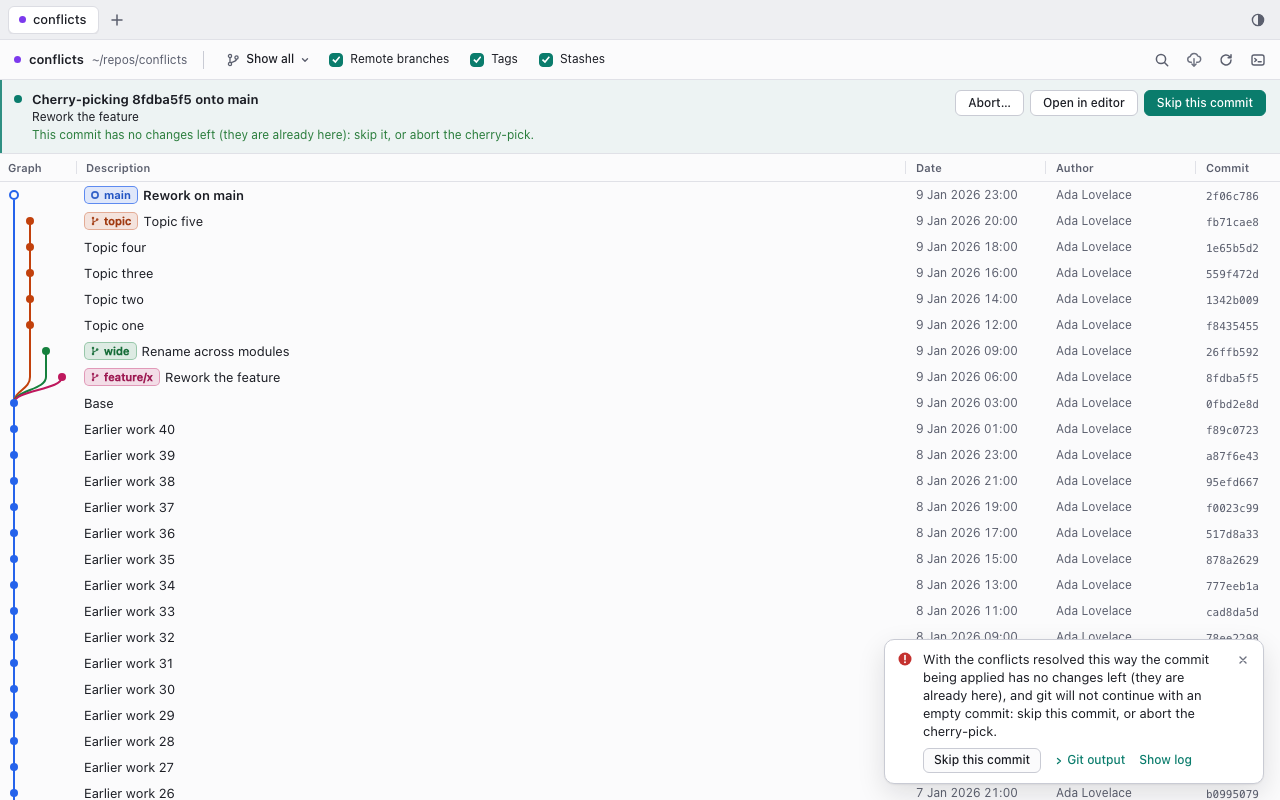 conflicts
conflicts ~/repos/conflicts Show all Remote branches Tags Stashes
Cherry-picking 8fdba5f5 onto main
Rework the feature
This commit has no changes left (they are already here): skip it, or abort the cherry-pick.
Abort... Open in editor Skip this commit
Graph Description Date Author Commit
main Rework on main 9 Jan 2026 23:00 Ada Lovelace 2f06c786
topic Topic five 9 Jan 2026 20:00 Ada Lovelace fb71cae8
Topic four 9 Jan 2026 18:00 Ada Lovelace 1e65b5d2
Topic three 9 Jan 2026 16:00 Ada Lovelace 559f472d
Topic two 9 Jan 2026 14:00 Ada Lovelace 1342b009
Topic one 9 Jan 2026 12:00 Ada Lovelace f8435455
wide Rename across modules 9 Jan 2026 09:00 Ada Lovelace 26ffb592
feature/x Rework the feature 9 Jan 2026 06:00 Ada Lovelace 8fdba5f5
Base 9 Jan 2026 03:00 Ada Lovelace 0fbd2e8d
Earlier work 40 9 Jan 2026 01:00 Ada Lovelace f89c0723
Earlier work 39 8 Jan 2026 23:00 Ada Lovelace a87f6e43
Earlier work 38 8 Jan 2026 21:00 Ada Lovelace 95efd667
Earlier work 37 8 Jan 2026 19:00 Ada Lovelace f0023c99
Earlier work 36 8 Jan 2026 17:00 Ada Lovelace 517d8a33
Earlier work 35 8 Jan 2026 15:00 Ada Lovelace 878a2629
Earlier work 34 8 Jan 2026 13:00 Ada Lovelace 777eeb1a
Earlier work 33 8 Jan 2026 11:00 Ada Lovelace cad8da5d
Earlier work 32 8 Jan 2026 09:00 Ada Lovelace 78ee2298
Earlier work 31
Earlier work 30
Earlier work 29
Earlier work 28
Earlier work 27
Earlier work 26 7 Jan 2026 21:00 Ada Lovelace b0995079
With the conflicts resolved this way the commit
being applied has no changes left (they are
already here), and git will not continue with an
empty commit: skip this commit, or abort the
cherry-pick.
Skip this commit Git output Show log